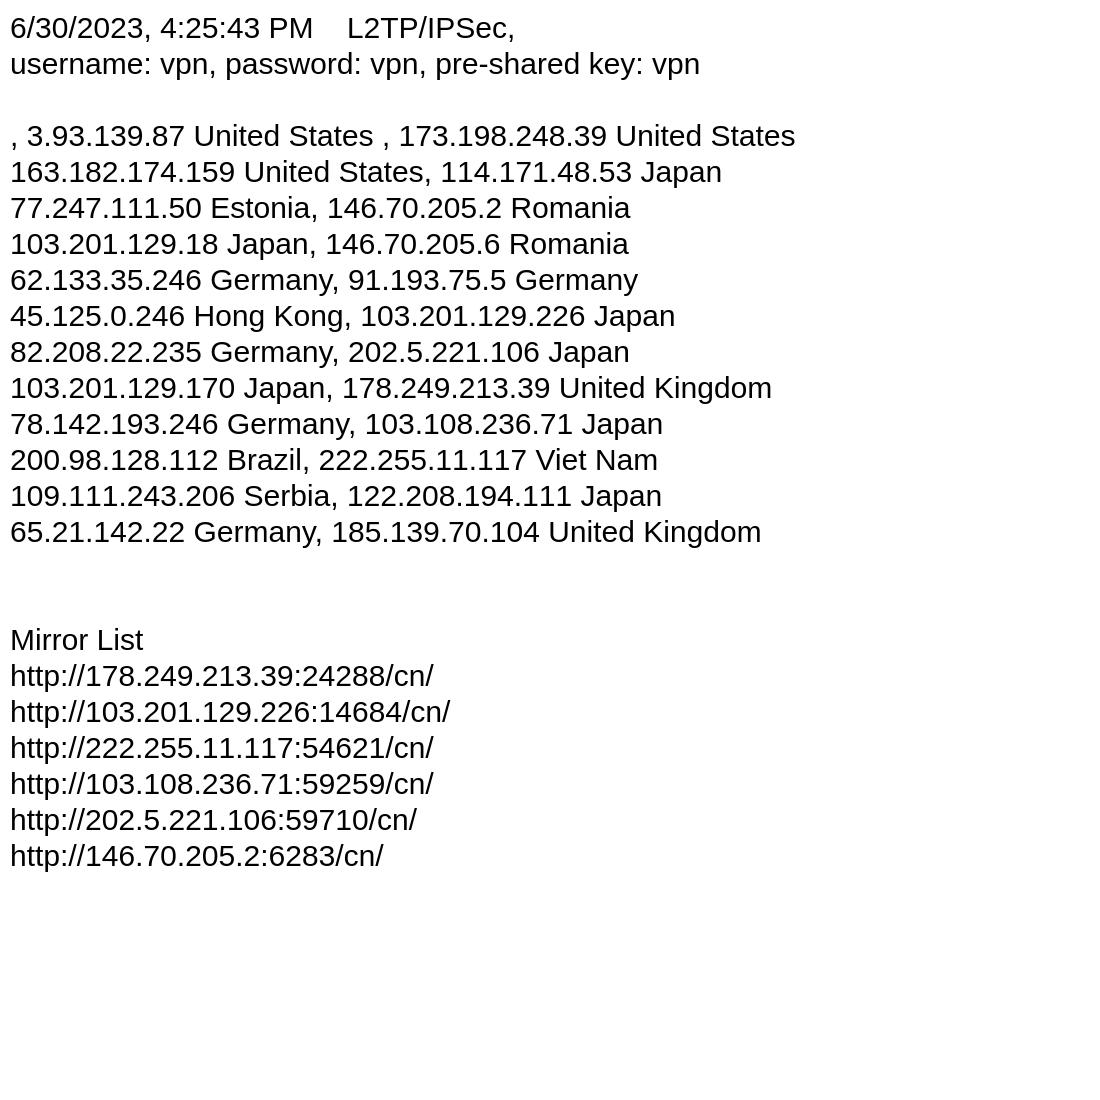 6/30/2023, 4:25:43 PM    L2TP/IPSec,
username: vpn, password: vpn, pre-shared key: vpn
, 3.93.139.87 United States , 173.198.248.39 United States
163.182.174.159 United States, 114.171.48.53 Japan
77.247.111.50 Estonia, 146.70.205.2 Romania
103.201.129.18 Japan, 146.70.205.6 Romania
62.133.35.246 Germany, 91.193.75.5 Germany
45.125.0.246 Hong Kong, 103.201.129.226 Japan
82.208.22.235 Germany, 202.5.221.106 Japan
103.201.129.170 Japan, 178.249.213.39 United Kingdom
78.142.193.246 Germany, 103.108.236.71 Japan
200.98.128.112 Brazil, 222.255.11.117 Viet Nam
109.111.243.206 Serbia, 122.208.194.111 Japan
65.21.142.22 Germany, 185.139.70.104 United Kingdom
Mirror List
http://178.249.213.39:24288/cn/
http://103.201.129.226:14684/cn/
http://222.255.11.117:54621/cn/
http://103.108.236.71:59259/cn/
http://202.5.221.106:59710/cn/
http://146.70.205.2:6283/cn/